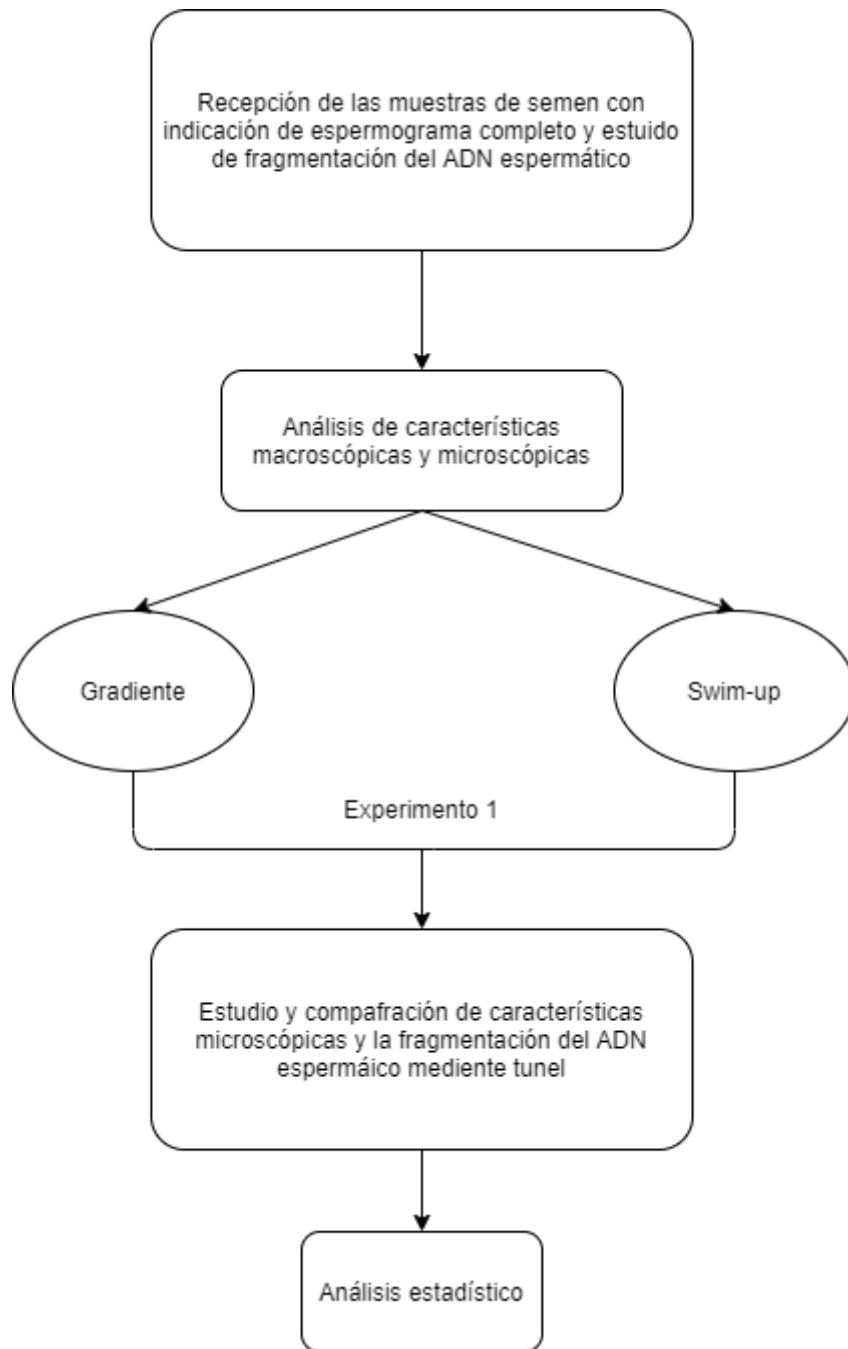 Recepción de las muestras de semen con
indicación de espermograma completo y estuido
de fragmentación del ADN espermático
Análisis de características
macroscópicas y microscópicas
Gradiente
Swim-up
Experimento 1
Estudio y compafración de características
microscópicas y la fragmentación del ADN
espermáico mediente tunel
Análisis estadístico